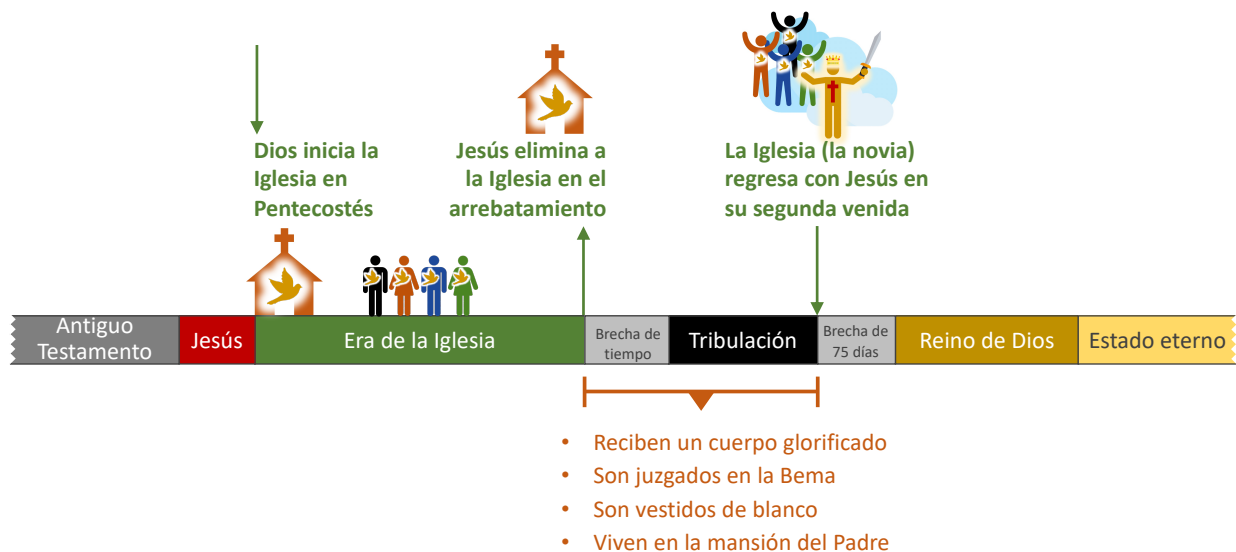 Dios inicia la
Iglesia en
Pentecostés
Jesús elimina a
la Iglesia en el
arrebatamiento
La Iglesia (la novia)
regresa con Jesús en
su segunda venida
Antiguo
Testamento
Jesús
Era de la Iglesia
Brecha de
tiempo
Tribulación
Brecha de
75 días
Reino de Dios
Estado eterno
• Reciben un cuerpo glorificado
• Son juzgados en la Bema
• Son vestidos de blanco
• Viven en la mansión del Padre